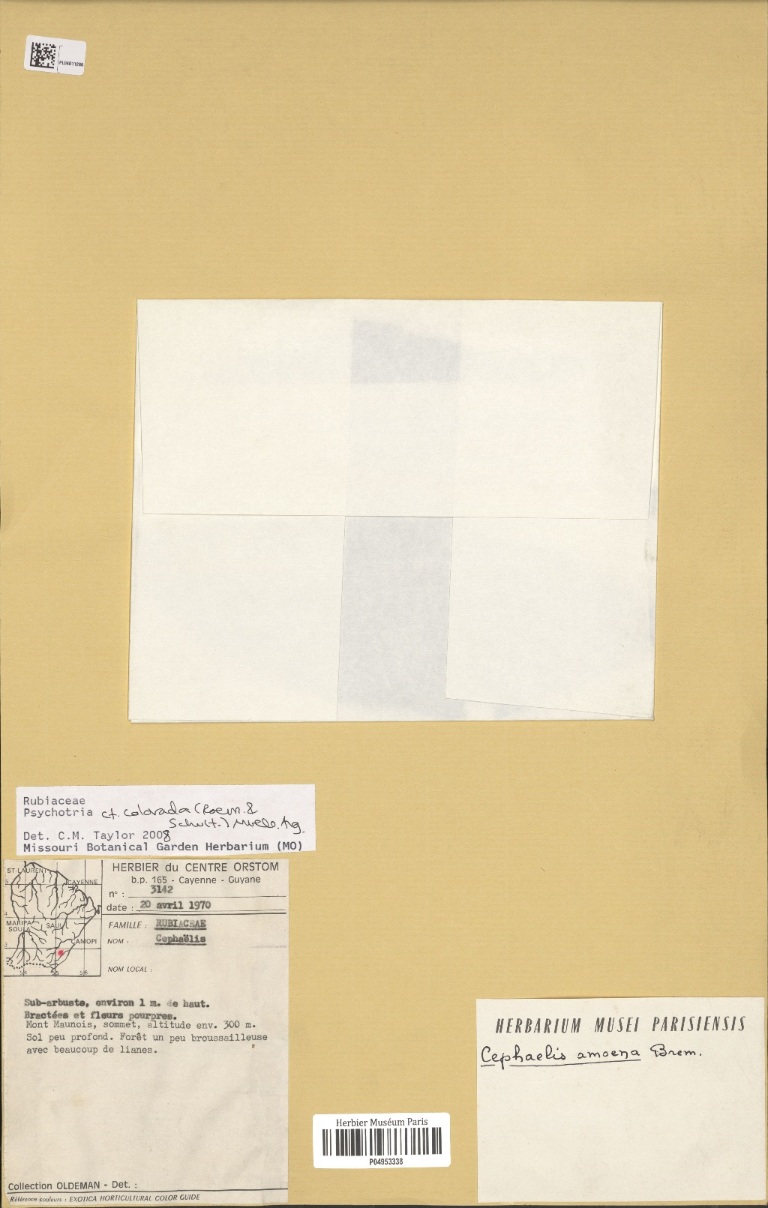 Rubiaceae
Psychotria cf. colorada (Roem. &
Schult.) Muell. Arg.
Det. C.M. Taylor 2008
Missouri Botanical Garden Herbarium (MO)
ST LAURENT
CAYENNE
MARIPA SAUL
SOULA
CAMOPI
HERBIER du CENTRE ORSTOM
b.p. 165 - Cayenne - Guyane
n° : 3142
date : 20 avril 1970
FAMILLE : RUBIACEAE
NOM : Cephaëlis
NOM LOCAL :
Sub-arbuste, environ 1 m. de haut.
Bractées et fleurs pourpres.
Mont Maunois, sommet, altitude env. 300 m.
Sol peu profond. Forêt un peu broussailleuse
avec beaucoup de lianes.
Collection OLDEMAN - Det. :
Référence couleurs : EXOTICA HORTICULTURAL COLOR GUIDE
Herbier Muséum Paris
P04953338
HERBARIUM MUSEI PARISIENSIS
Cephaelis amoena Brem.